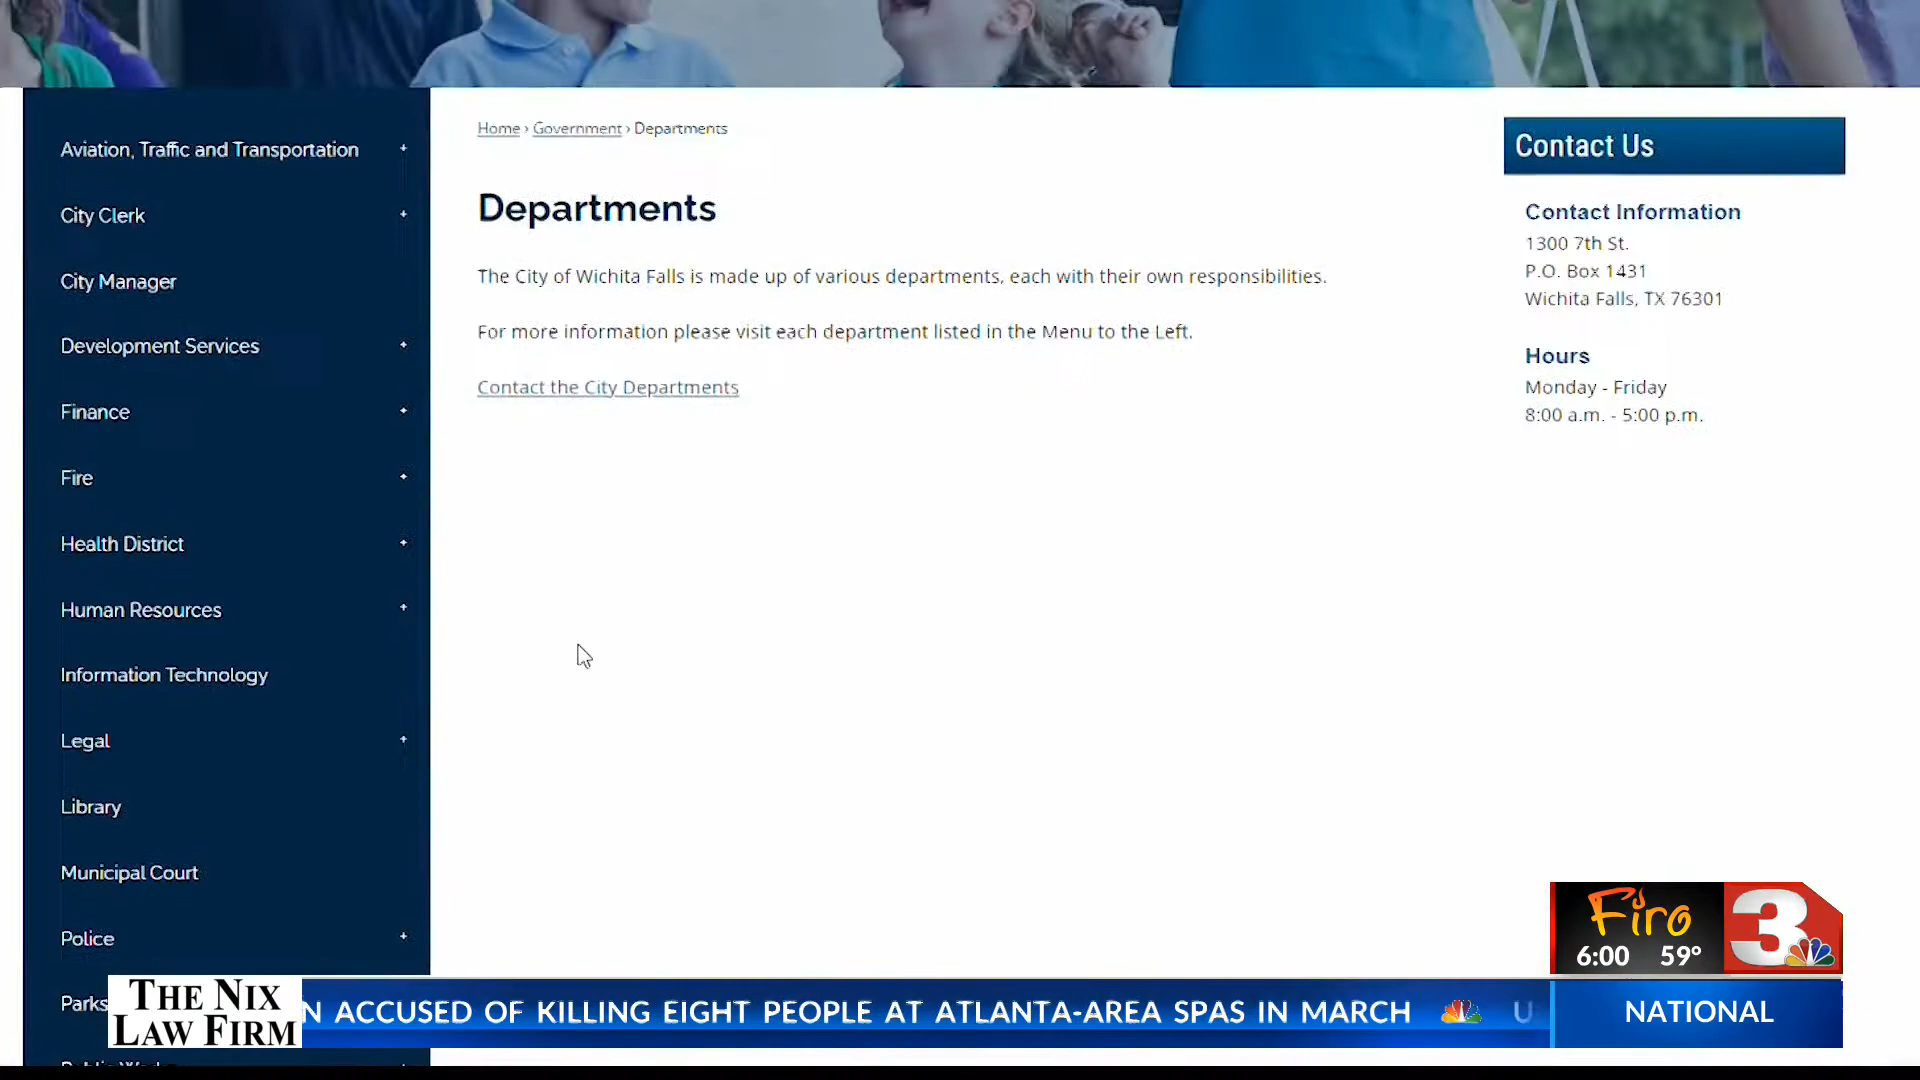 Aviation, Traffic and Transportation +
City Clerk +
City Manager
Development Services +
Finance +
Fire +
Health District +
Human Resources +
Information Technology
Legal +
Library
Municipal Court
Police +
Parks
Home › Government › Departments
Departments
The City of Wichita Falls is made up of various departments, each with their own responsibilities.
For more information please visit each department listed in the Menu to the Left.
Contact the City Departments
Contact Us
Contact Information
1300 7th St.
P.O. Box 1431
Wichita Falls, TX 76301
Hours
Monday - Friday
8:00 a.m. - 5:00 p.m.
Firo
6:00 59°
3
THE NIX
LAW FIRM
N ACCUSED OF KILLING EIGHT PEOPLE AT ATLANTA-AREA SPAS IN MARCH U
NATIONAL